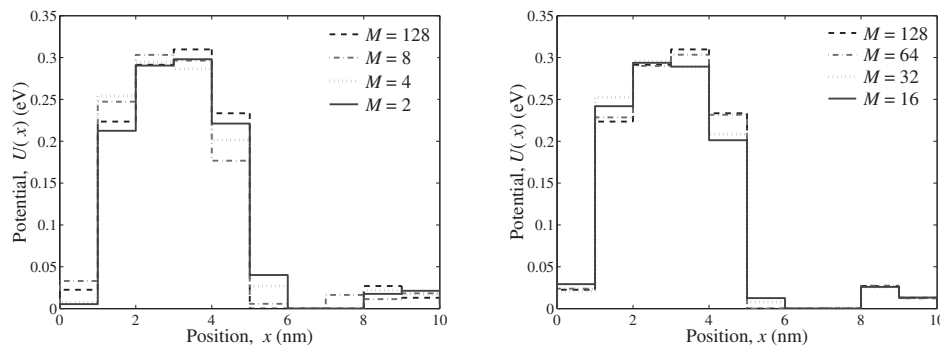 0.35
0.3
0.25
0.2
0.15
0.1
0.05
0
Potential, U( x ) (eV)
M = 128
M = 8
M = 4
M = 2
0 2 4 6 8 10
Position, x (nm)
0.35
0.3
0.25
0.2
0.15
0.1
0.05
0
Potential, U( x ) (eV)
M = 128
M = 64
M = 32
M = 16
0 2 4 6 8 10
Position, x (nm)